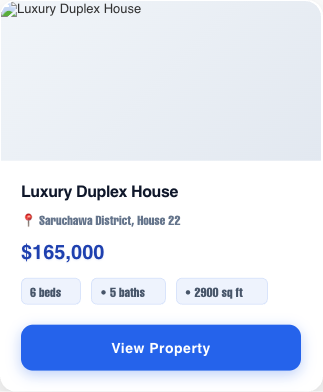 Luxury Duplex House
Luxury Duplex House
📍 Saruchawa District, House 22
$165,000
6 beds • 5 baths • 2900 sq ft
View Property